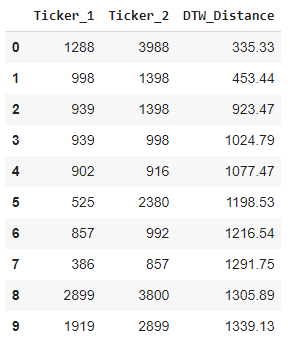 Ticker_1 Ticker_2 DTW_Distance
0 1288 3988 335.33
1 998 1398 453.44
2 939 1398 923.47
3 939 998 1024.79
4 902 916 1077.47
5 525 2380 1198.53
6 857 992 1216.54
7 386 857 1291.75
8 2899 3800 1305.89
9 1919 2899 1339.13